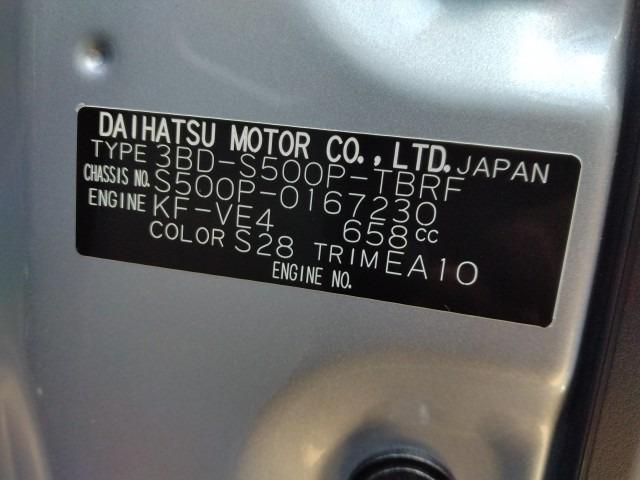 DAIHATSU MOTOR CO., LTD. JAPAN
TYPE 3BD-S500P-TBRF
CHASSIS NO. S500P-0167230
ENGINE KF-VE4 658cc
COLOR S28 TRIM EA10
ENGINE NO.